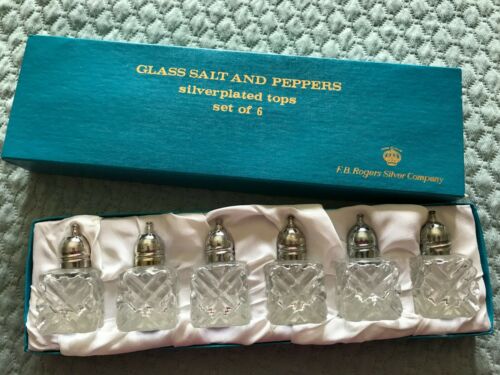 GLASS SALT AND PEPPERS
silverplated tops
set of 6
F.B. Rogers Silver Company